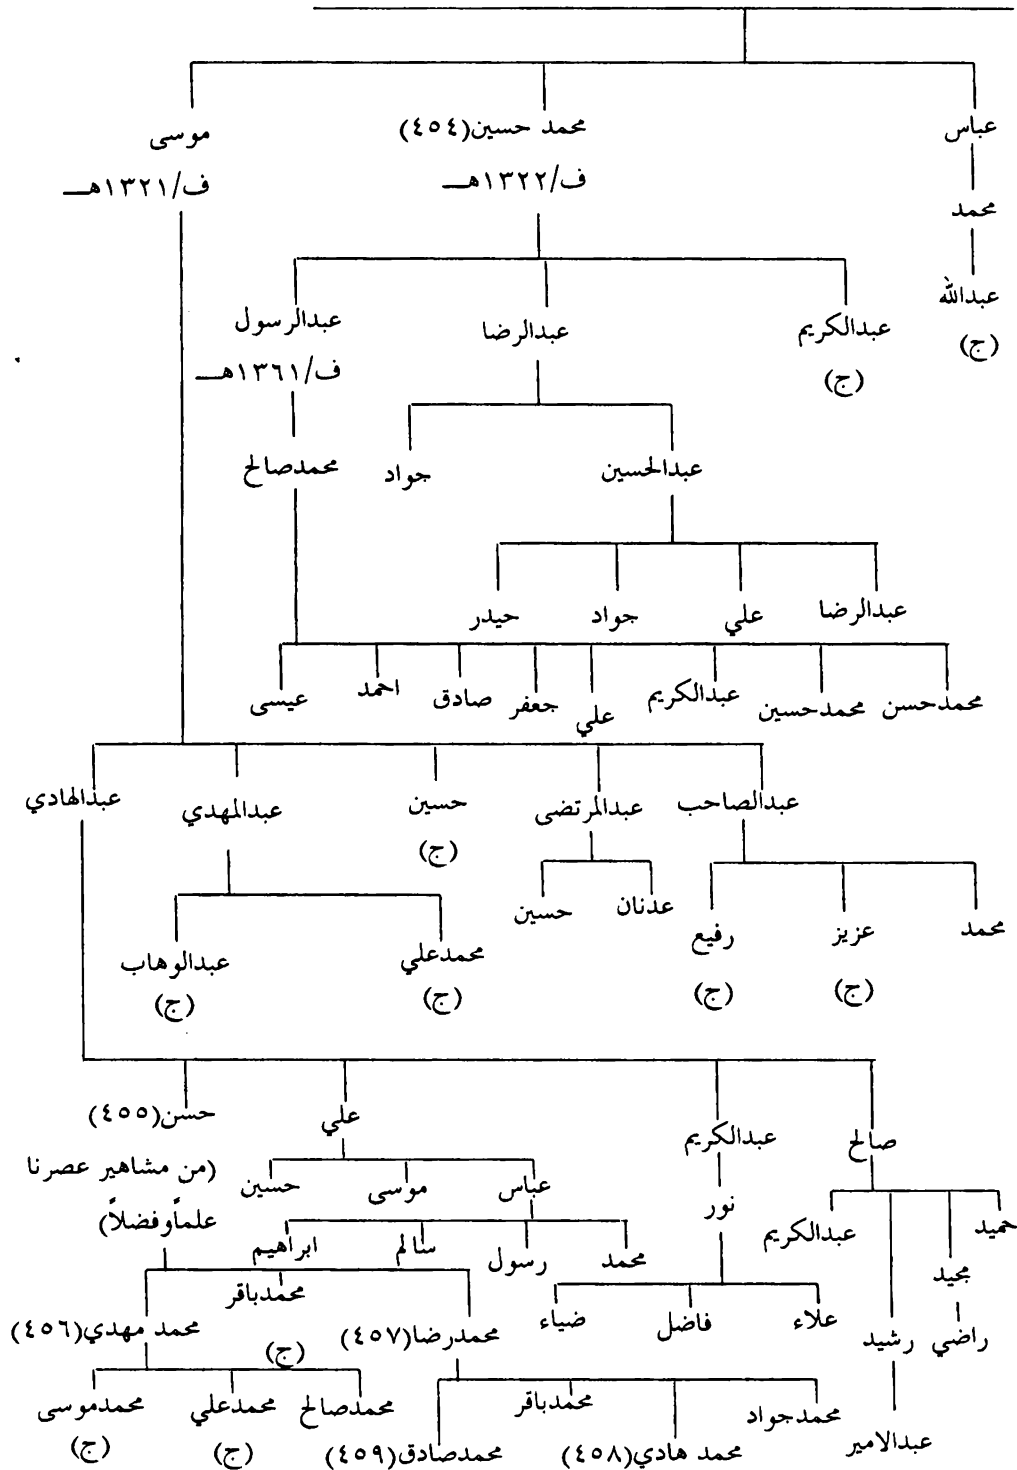 عباس
محمد حسين(٤٥٤)
موسى
ف/١٣٢٢هـ
ف/١٣٢١هـ
محمد
عبدالله
(ج)
عبدالكريم
(ج)
عبدالرضا
عبدالرسول
ف/١٣٦١هـ
عبدالحسين
جواد
محمدصالح
عبدالرضا
علي
جواد
حيدر
محمدحسن
محمدحسين
عبدالكريم
علي
جعفر
صادق
احمد
عيسى
عبدالصاحب
عبدالمرتضى
حسين
(ج)
عبدالمهدي
عبدالهادي
محمد
عزيز
(ج)
رفيع
(ج)
عدنان
حسين
محمدعلي
(ج)
عبدالوهاب
(ج)
صالح
عبدالكريم
علي
حسن(٤٥٥)
(من مشاهير عصرنا
علماًوفضلاً)
حميد
مجيد
راضي
رشيد
عبدالامير
عبدالكريم
نور
علاء
فاضل
ضياء
عباس
موسى
حسين
محمد
رسول
سالم
ابراهيم
محمدرضا(٤٥٧)
محمدباقر
(ج)
محمد مهدي(٤٥٦)
محمدجواد
محمد هادي(٤٥٨)
محمدباقر
محمدصادق(٤٥٩)
محمدصالح
محمدعلي
(ج)
محمدموسى
(ج)